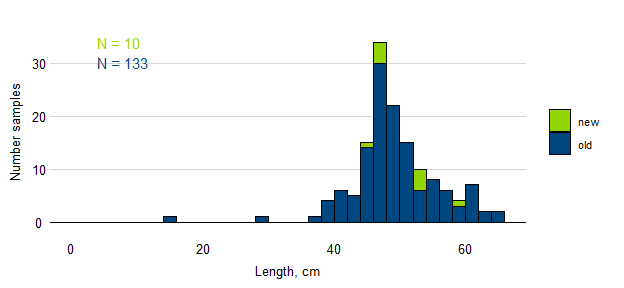 N = 10
N = 133
30
20
10
0
Number samples
0 20 40 60
Length, cm
new
old